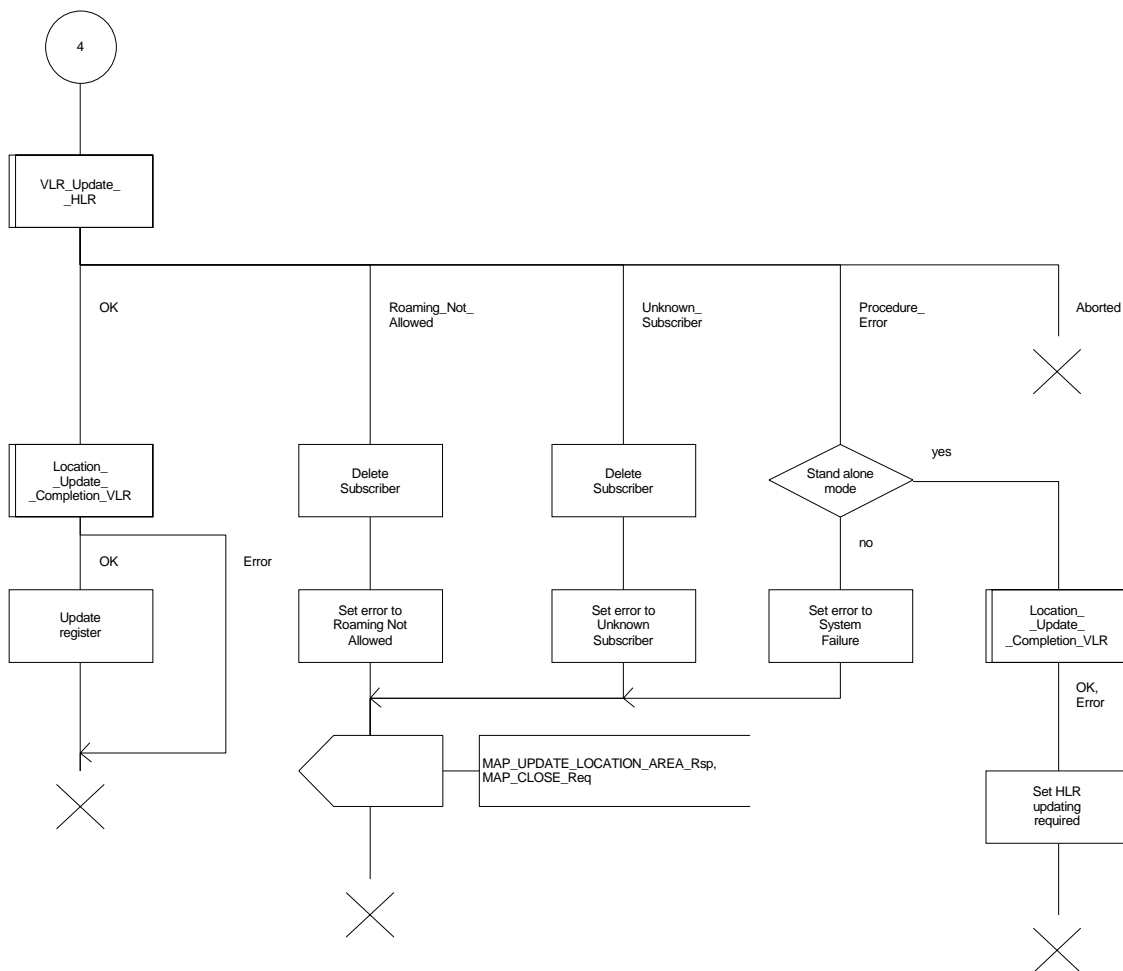 4
VLR_Update_
_HLR
OK
Roaming_Not_
Allowed
Unknown_
Subscriber
Procedure_
Error
Aborted
Location_
_Update_
_Completion_VLR
Delete
Subscriber
Delete
Subscriber
Stand alone
mode
yes
OK
Error
no
Update
register
Set error to
Roaming Not
Allowed
Set error to
Unknown
Subscriber
Set error to
System
Failure
Location_
_Update_
_Completion_VLR
OK,
Error
MAP_UPDATE_LOCATION_AREA_Rsp,
MAP_CLOSE_Req
Set HLR
updating
required